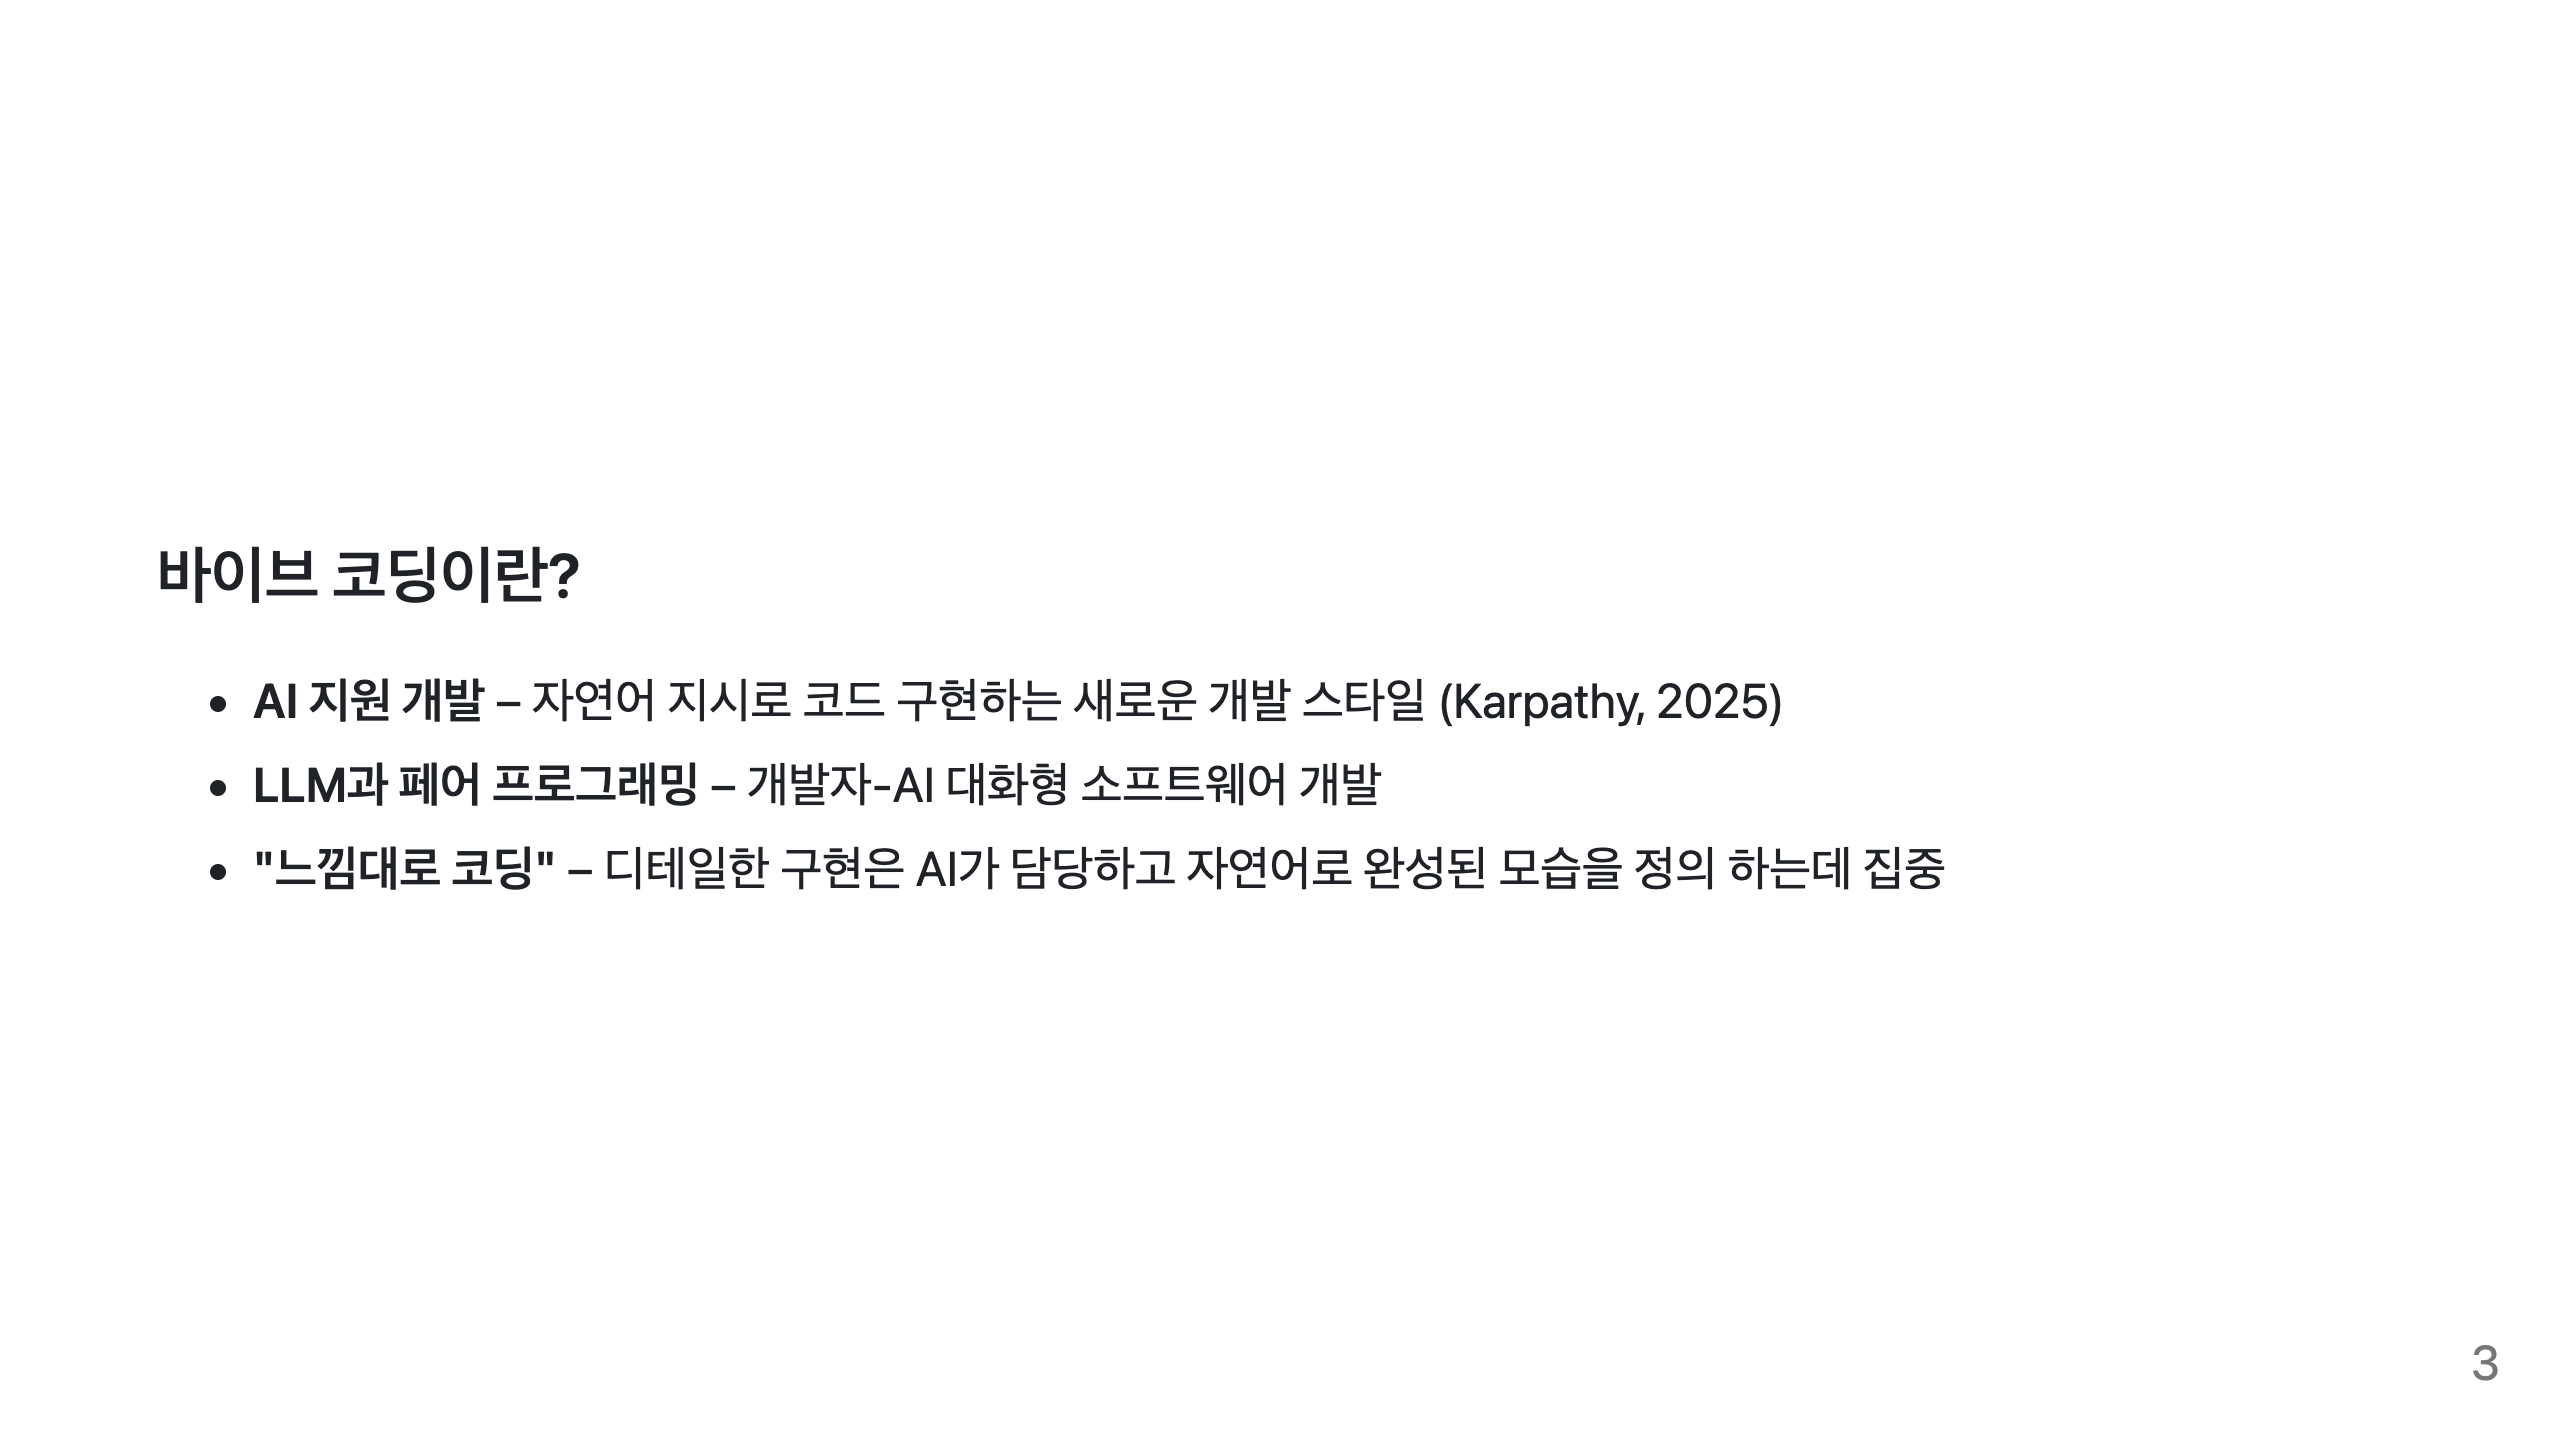 바이브 코딩이란?
• AI 지원 개발 – 자연어 지시로 코드 구현하는 새로운 개발 스타일 (Karpathy, 2025)
• LLM과 페어 프로그래밍 – 개발자-AI 대화형 소프트웨어 개발
• "느낌대로 코딩" – 디테일한 구현은 AI가 담당하고 자연어로 완성된 모습을 정의 하는데 집중
3